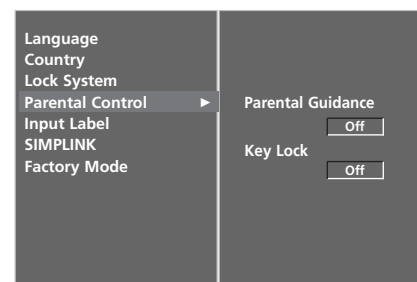 Language
Country
Lock System
Parental Control ►
Input Label
SIMPLINK
Factory Mode
Parental Guidance
Off
Key Lock
Off